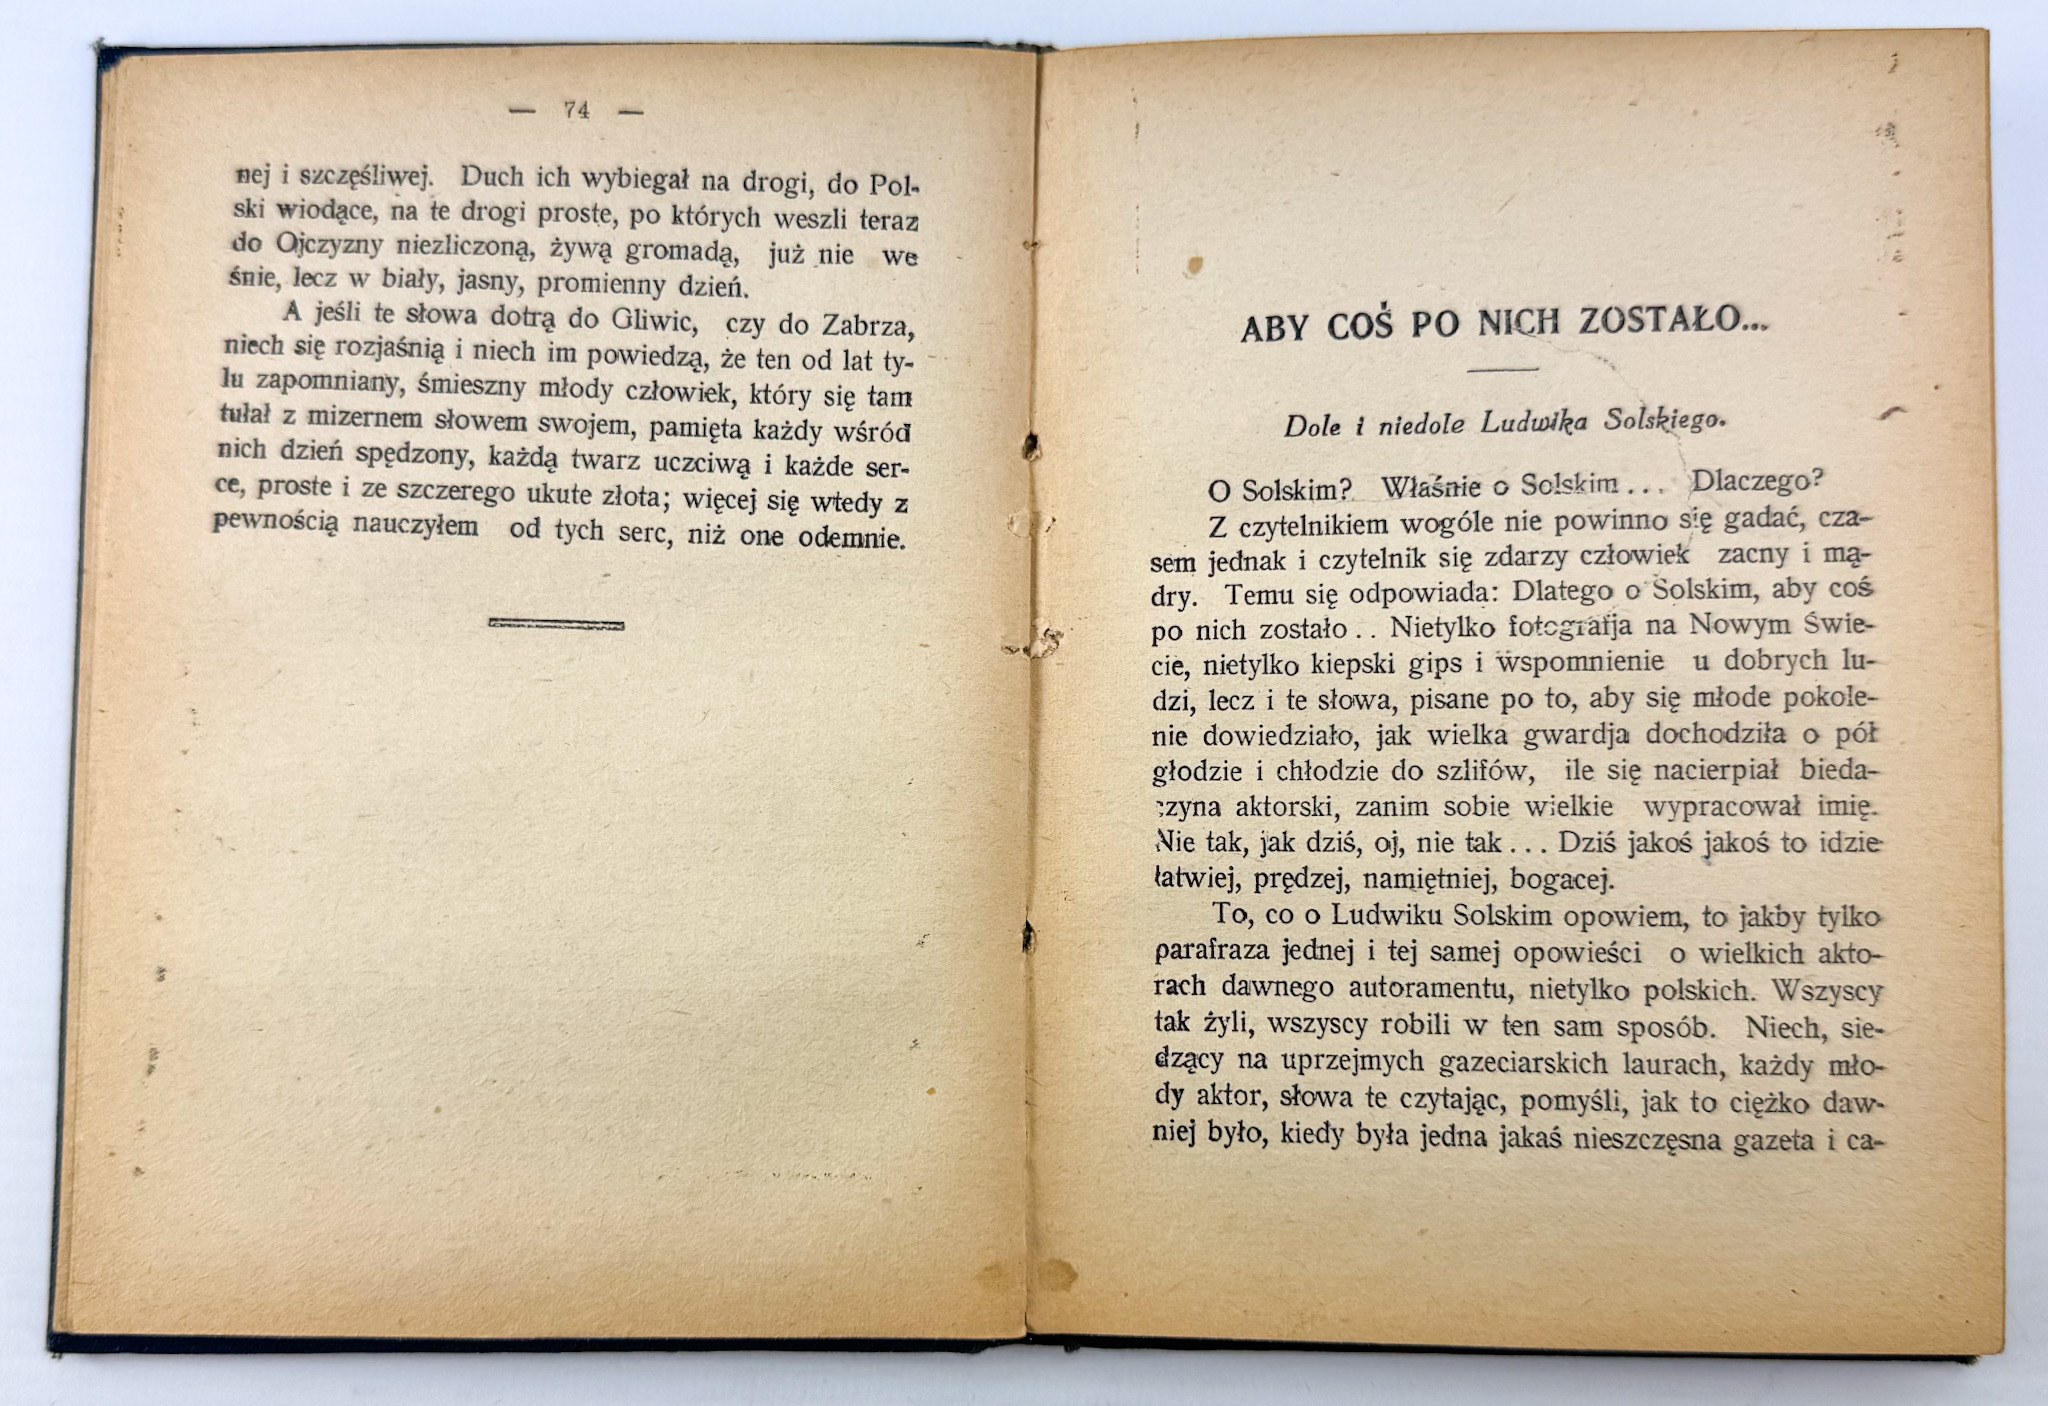 — 74 —
nej i szczęśliwej. Duch ich wybiegał na drogi, do Pol-
ski wiodące, na te drogi proste, po których weszli teraz
do Ojczyzny niezliczoną, żywą gromadą, już nie we
śnie, lecz w biały, jasny, promienny dzień.
A jeśli te słowa dotrą do Gliwic, czy do Zabrza,
niech się rozjaśnią i niech im powiedzą, że ten od lat ty-
lu zapomniany, śmieszny młody człowiek, który się tam
tułał z mizernem słowem swojem, pamięta każdy wśród
nich dzień spędzony, każdą twarz uczciwą i każde ser-
ce, proste i ze szczerego ukute złota; więcej się wtedy z
pewnością nauczyłem od tych serc, niż one odemnie.
ABY COŚ PO NICH ZOSTAŁO...
Dole i niedole Ludwika Solskiego.
O Solskim? Właśnie o Solskim... Dlaczego?
Z czytelnikiem wogóle nie powinno się gadać, cza-
sem jednak i czytelnik się zdarzy człowiek zacny i mą-
dry. Temu się odpowiada: Dlatego o Solskim, aby coś
po nich zostało.. Nietylko fotografja na Nowym Świe-
cie, nietylko kiepski gips i wspomnienie u dobrych lu-
dzi, lecz i te słowa, pisane po to, aby się młode pokole-
nie dowiedziało, jak wielka gwardja dochodziła o pół
głodzie i chłodzie do szlifów, ile się nacierpiał bieda-
czyna aktorski, zanim sobie wielkie wypracował imię.
Nie tak, jak dziś, oj, nie tak... Dziś jakoś jakoś to idzie
łatwiej, prędzej, namiętniej, bogacej.
To, co o Ludwiku Solskim opowiem, to jakby tylko
parafraza jednej i tej samej opowieści o wielkich akto-
rach dawnego autoramentu, nietylko polskich. Wszyscy
tak żyli, wszyscy robili w ten sam sposób. Niech, sie-
dzący na uprzejmych gazeciarskich laurach, każdy mło-
dy aktor, słowa te czytając, pomyśli, jak to ciężko daw-
niej było, kiedy była jedna jakaś nieszczęsna gazeta i ca-